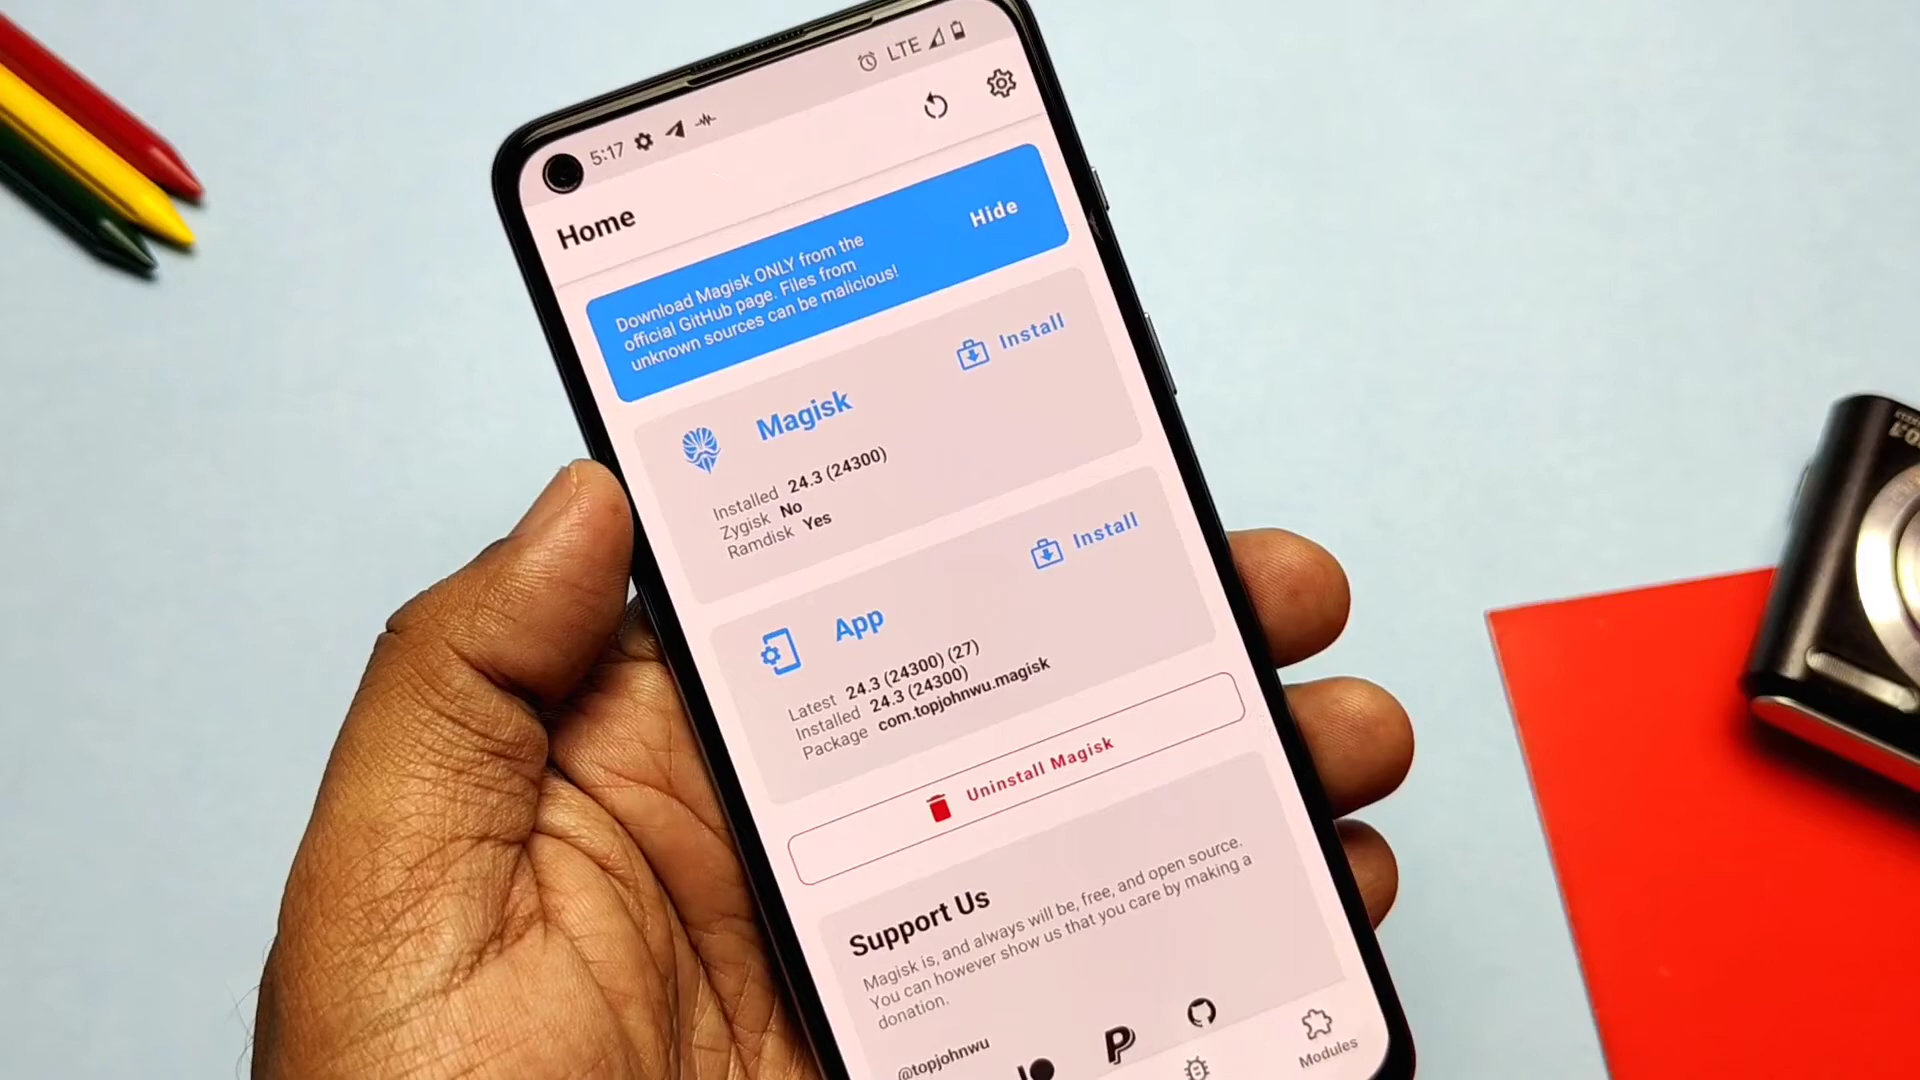 5:17
LTE
Home
Download Magisk ONLY from the
official GitHub page. Files from
unknown sources can be malicious!
Hide
Magisk
Install
Installed 24.3 (24300)
Zygisk No
Ramdisk Yes
App
Install
Latest 24.3 (24300) (27)
Installed 24.3 (24300)
Package com.topjohnwu.magisk
Uninstall Magisk
Support Us
Magisk is, and always will be, free, and open source.
You can however show us that you care by making a
donation.
@topjohnwu
Modules